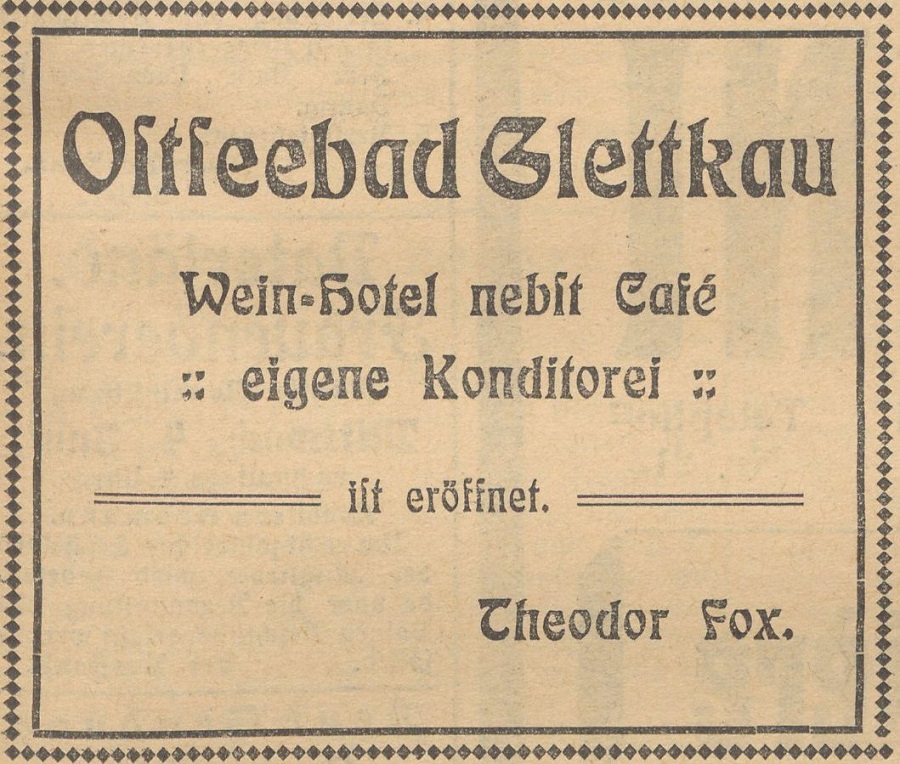 Oſtſeebad Glettkau
Wein-Hotel nebſt Café
:: eigene Konditorei ::
iſt eröffnet.
Theodor Fox.